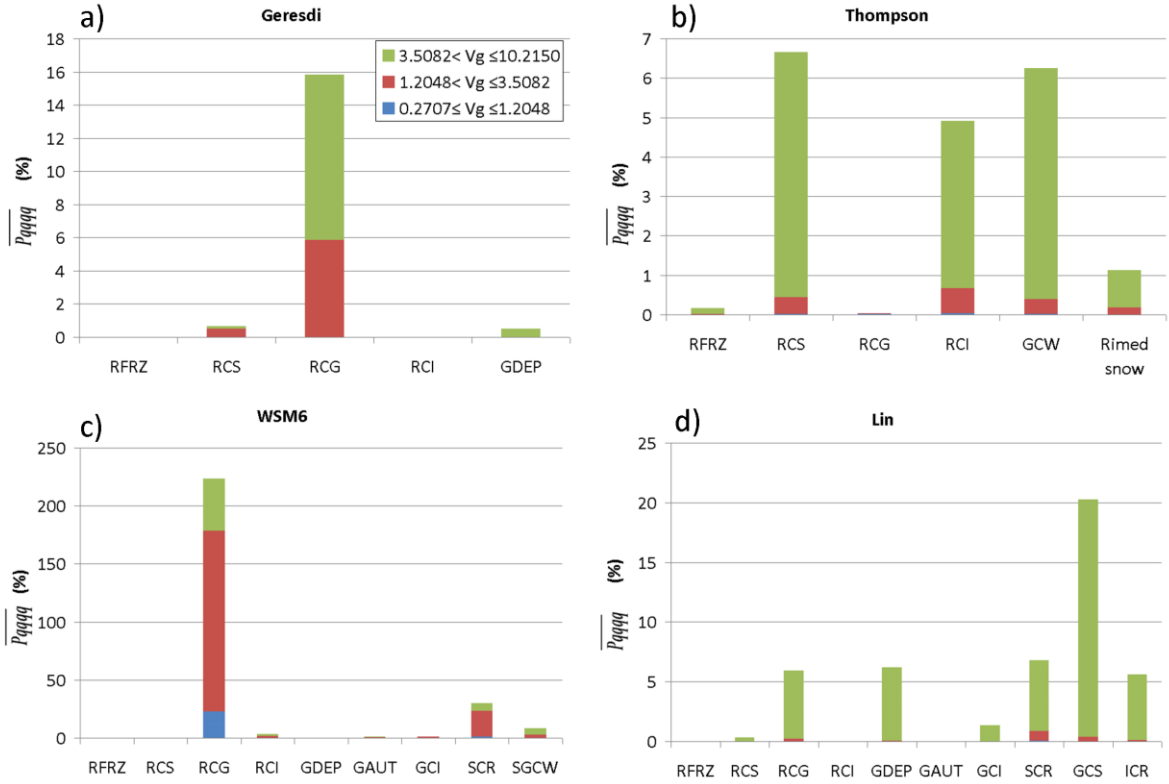 a)
Geresdi
18
16
14
12
10
8
6
4
2
0
Pqqqq (%)
3.5082< Vg ≤10.2150
1.2048< Vg ≤3.5082
0.2707≤ Vg ≤1.2048
RFRZ RCS RCG RCI GDEP
b)
Thompson
7
6
5
4
3
2
1
0
Pqqqq (%)
RFRZ RCS RCG RCI GCW Rimed
snow
c)
WSM6
250
200
150
100
50
0
Pqqqq (%)
RFRZ RCS RCG RCI GDEP GAUT GCI SCR SGCW
d)
Lin
25
20
15
10
5
0
Pqqqq (%)
RFRZ RCS RCG RCI GDEP GAUT GCI SCR GCS ICR